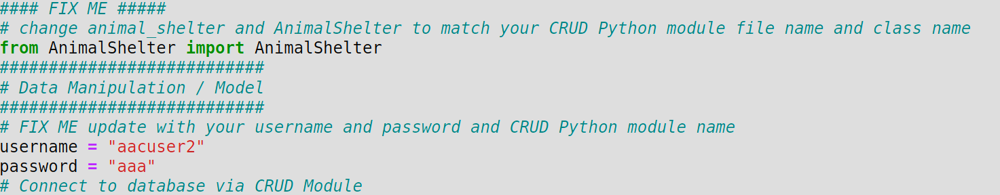 #### FIX ME #####
# change animal_shelter and AnimalShelter to match your CRUD Python module file name and class name
from AnimalShelter import AnimalShelter
###########################
# Data Manipulation / Model
###########################
# FIX ME update with your username and password and CRUD Python module name
username = "aacuser2"
password = "aaa"
# Connect to database via CRUD Module